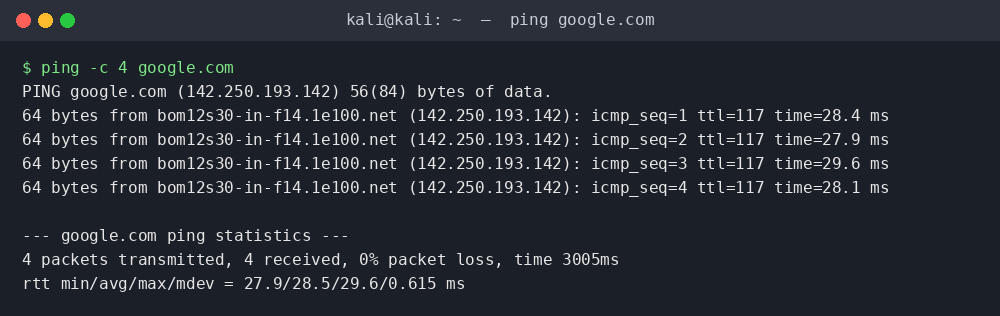 kali@kali: ~  —  ping google.com
$ ping -c 4 google.com
PING google.com (142.250.193.142) 56(84) bytes of data.
64 bytes from bom12s30-in-f14.1e100.net (142.250.193.142): icmp_seq=1 ttl=117 time=28.4 ms
64 bytes from bom12s30-in-f14.1e100.net (142.250.193.142): icmp_seq=2 ttl=117 time=27.9 ms
64 bytes from bom12s30-in-f14.1e100.net (142.250.193.142): icmp_seq=3 ttl=117 time=29.6 ms
64 bytes from bom12s30-in-f14.1e100.net (142.250.193.142): icmp_seq=4 ttl=117 time=28.1 ms
--- google.com ping statistics ---
4 packets transmitted, 4 received, 0% packet loss, time 3005ms
rtt min/avg/max/mdev = 27.9/28.5/29.6/0.615 ms